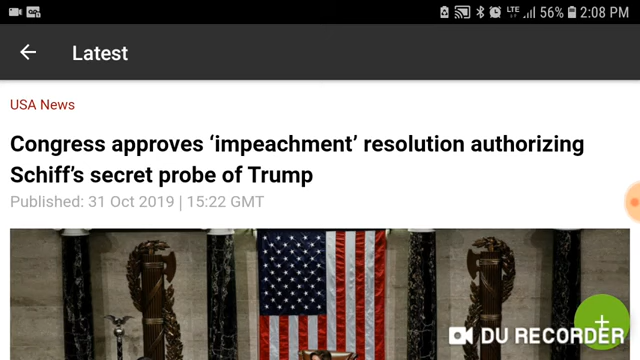 LTE 56% 2:08 PM
Latest
USA News
Congress approves ‘impeachment’ resolution authorizing
Schiff’s secret probe of Trump
Published: 31 Oct 2019 | 15:22 GMT
DU RECORDER